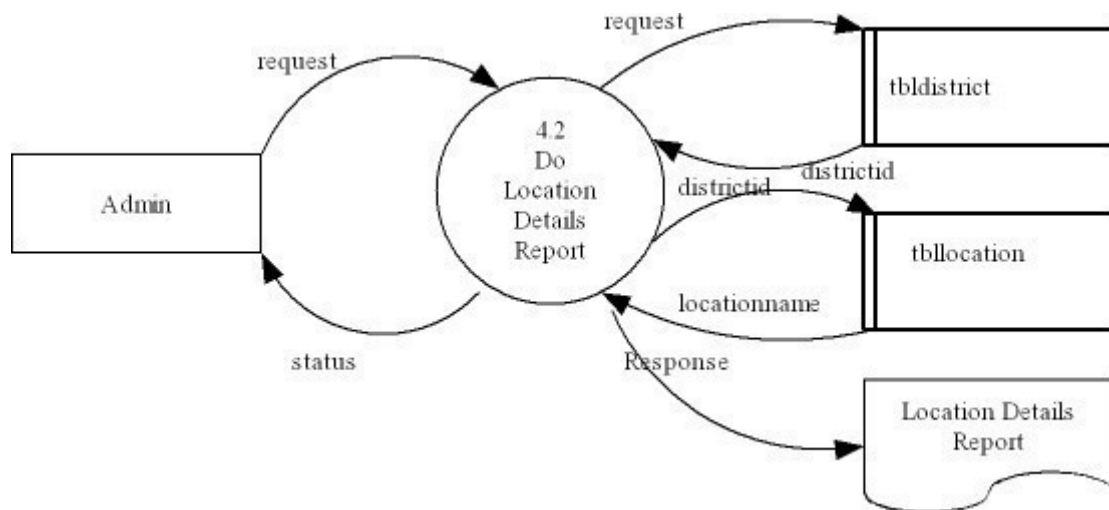 request
request
tbldistrict
4.2
Do
Location
Details
Report
Admin
districtid
districtid
tbllocation
locationname
status
Response
Location Details
Report